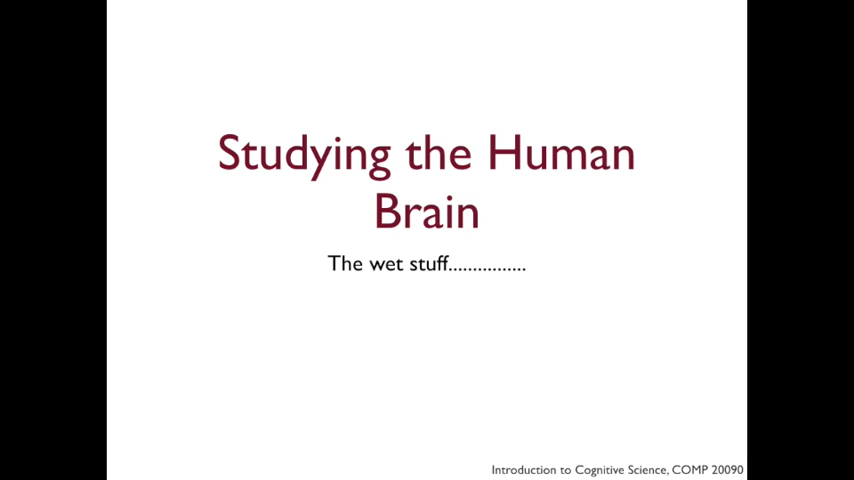 Studying the Human
Brain
The wet stuff................
Introduction to Cognitive Science, COMP 20090